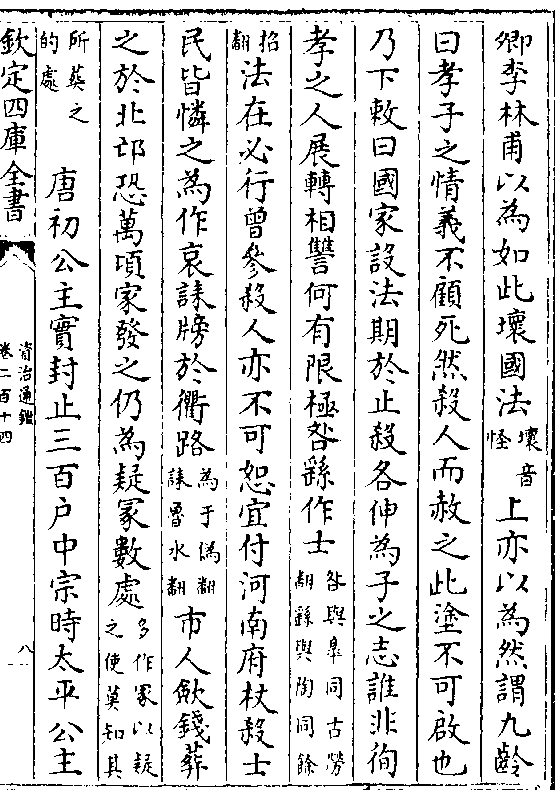 卿李林甫以為如此壞國法壞音怪上亦以為然謂九齡
曰孝子之情義不顧死然殺人而赦之此塗不可啟也
乃下敕曰國家設法期於止殺各伸為子之志誰非徇
孝之人展轉相讐何有限極咎繇作士咎與皐同古勞翻繇與陶同餘
招翻法在必行曾參殺人亦不可恕宜付河南府杖殺士
民皆憐之為作哀誄牓於衢路為于偽翻誄魯水翻市人歛錢葬
之於北邙恐萬頃家發之仍為疑冢數處多作冢以疑之使莫知其
所葬之的處　唐初公主實封止三百户中宗時太平公主
欽定四庫全書
資治通鑑
卷二百十四
八